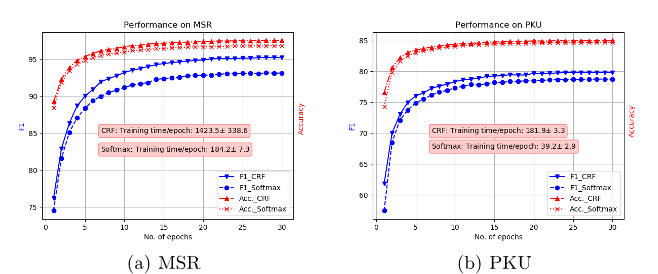 Performance on MSR
F1
95
90
85
80
75
CRF: Training time/epoch: 1423.5± 338.6
Softmax: Training time/epoch: 184.2± 7.3
F1_CRF
F1_Softmax
Acc._CRF
Acc._Softmax
Accuracy
0 5 10 15 20 25 30
No. of epochs
(a) MSR
Performance on PKU
F1
85
80
75
70
65
60
CRF: Training time/epoch: 181.9± 3.3
Softmax: Training time/epoch: 39.2± 2.9
F1_CRF
F1_Softmax
Acc._CRF
Acc._Softmax
Accuracy
0 5 10 15 20 25 30
No. of epochs
(b) PKU